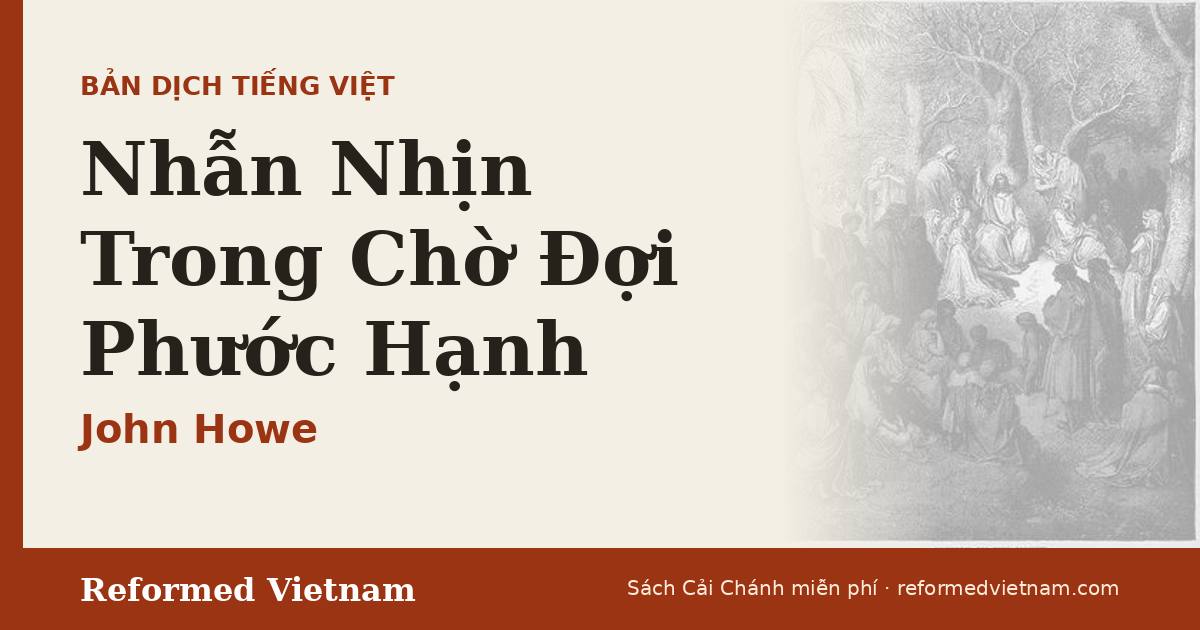 BẢN DỊCH TIẾNG VIỆT
Nhẫn Nhịn
Trong Chờ Đợi
Phước Hạnh
John Howe
Reformed Vietnam
Sách Cải Chánh miễn phí · reformedvietnam.com